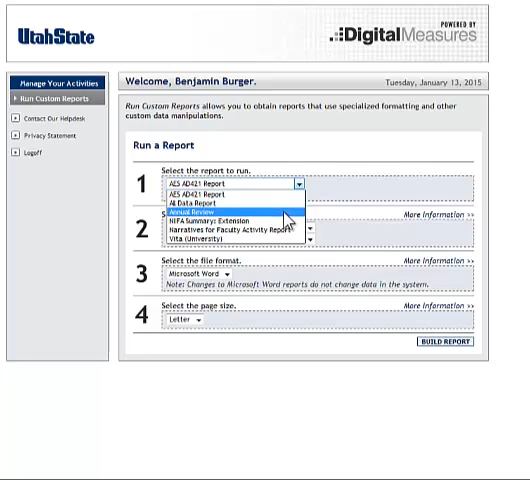 UtahState
POWERED BY
DigitalMeasures
Manage Your Activities
Run Custom Reports
Contact Our Helpdesk
Privacy Statement
Logoff
Welcome, Benjamin Burger.
Tuesday, January 13, 2015
Run Custom Reports allows you to obtain reports that use specialized formatting and other
custom data manipulations.
Run a Report
1
Select the report to run.
AES AD421 Report
AES AD421 Report
All Data Report
Annual Review
NIFA Summary: Extension
Narratives for Faculty Activity Report
Vita (University)
2
More Information >>
3
Select the file format.
More Information >>
Microsoft Word
Note: Changes to Microsoft Word reports do not change data in the system.
4
Select the page size.
More Information >>
Letter
BUILD REPORT